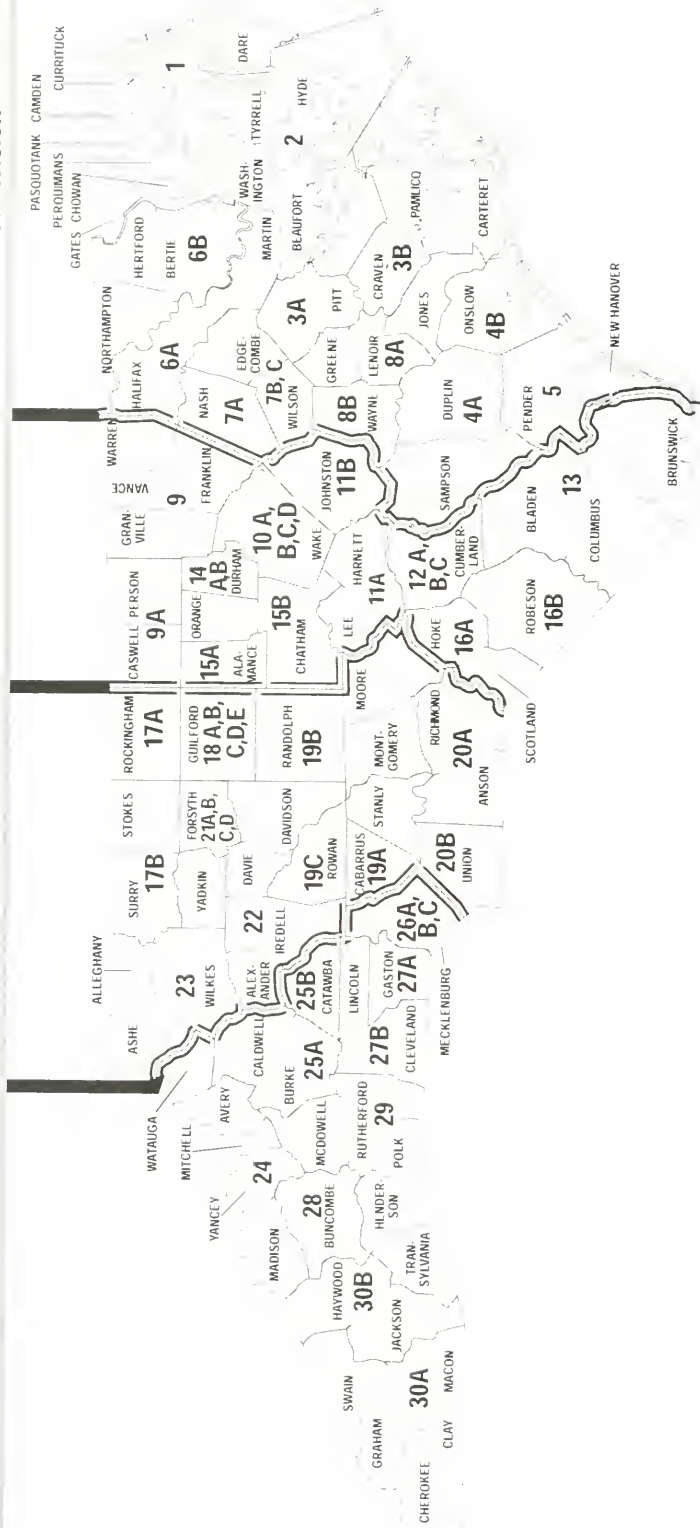 PASQUOTANK
CAMDEN
CURRITUCK
PERQUIMANS
GATES
CHOWAN
1
DARE
TYRRELL
HYDE
2
WASH-
INGTON
MARTIN
BEAUFORT
HERTFORD
BERTIE
6B
NORTHAMPTON
HALIFAX
6A
3A
PITT
CRAVEN
3B
PAMLICO
CARTERET
EDGE-
COMBE
7B, C
WILSON
NASH
7A
GREENE
LENOIR
8A
JONES
ONSLOW
4B
8B
WAYNE
DUPLIN
4A
SAMPSON
PENDER
5
NEW HANOVER
WARREN
VANCE
GRAN-
VILLE
9
FRANKLIN
10 A,
B,C,D
WAKE
JOHNSTON
11B
HARNETT
11A
LEE
12 A,
B,C
CUMBER-
LAND
BLADEN
13
COLUMBUS
BRUNSWICK
ROBESON
16B
HOKE
16A
SCOTLAND
CASWELL
PERSON
9A
ORANGE
14
A,B
DURHAM
15A
ALA-
MANCE
15B
CHATHAM
ROCKINGHAM
17A
GUILFORD
18 A,B,
C,D,E
RANDOLPH
19B
MOORE
MONT-
GOMERY
RICHMOND
20A
ANSON
STANLY
20B
UNION
STOKES
SURRY
17B
FORSYTH
21A,B,
C,D
YADKIN
DAVIE
DAVIDSON
19C
ROWAN
CABARRUS
19A
ALLEGHANY
ASHE
23
WILKES
22
ALEX-
ANDER
IREDELL
26A,
B,C
MECKLENBURG
25B
CATAWBA
LINCOLN
GASTON
27A
27B
CLEVELAND
CALDWELL
BURKE
25A
WATAUGA
MITCHELL
AVERY
YANCEY
24
MADISON
MCDOWELL
RUTHERFORD
29
POLK
28
BUNCOMBE
HENDER-
SON
TRAN-
SYLVANIA
HAYWOOD
30B
JACKSON
SWAIN
GRAHAM
30A
MACON
CLAY
CHEROKEE